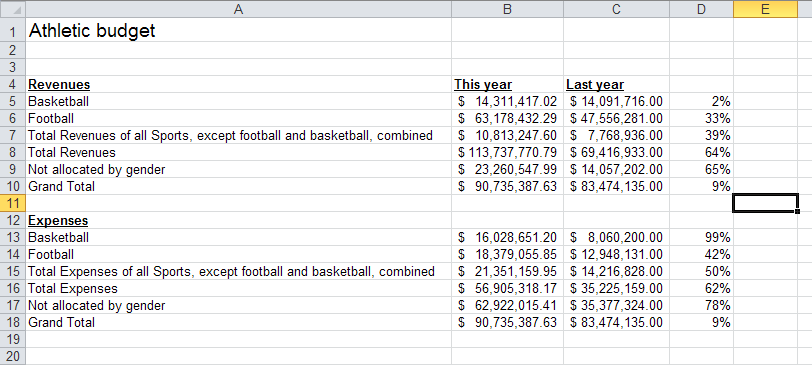 A B C D E
1 Athletic budget
2
3
4 Revenues This year Last year
5 Basketball $ 14,311,417.02 $ 14,091,716.00 2%
6 Football $ 63,178,432.29 $ 47,556,281.00 33%
7 Total Revenues of all Sports, except football and basketball, combined $ 10,813,247.60 $ 7,768,936.00 39%
8 Total Revenues $ 113,737,770.79 $ 69,416,933.00 64%
9 Not allocated by gender $ 23,260,547.99 $ 14,057,202.00 65%
10 Grand Total $ 90,735,387.63 $ 83,474,135.00 9%
11
12 Expenses
13 Basketball $ 16,028,651.20 $ 8,060,200.00 99%
14 Football $ 18,379,055.85 $ 12,948,131.00 42%
15 Total Expenses of all Sports, except football and basketball, combined $ 21,351,159.95 $ 14,216,828.00 50%
16 Total Expenses $ 56,905,318.17 $ 35,225,159.00 62%
17 Not allocated by gender $ 62,922,015.41 $ 35,377,324.00 78%
18 Grand Total $ 90,735,387.63 $ 83,474,135.00 9%
19
20